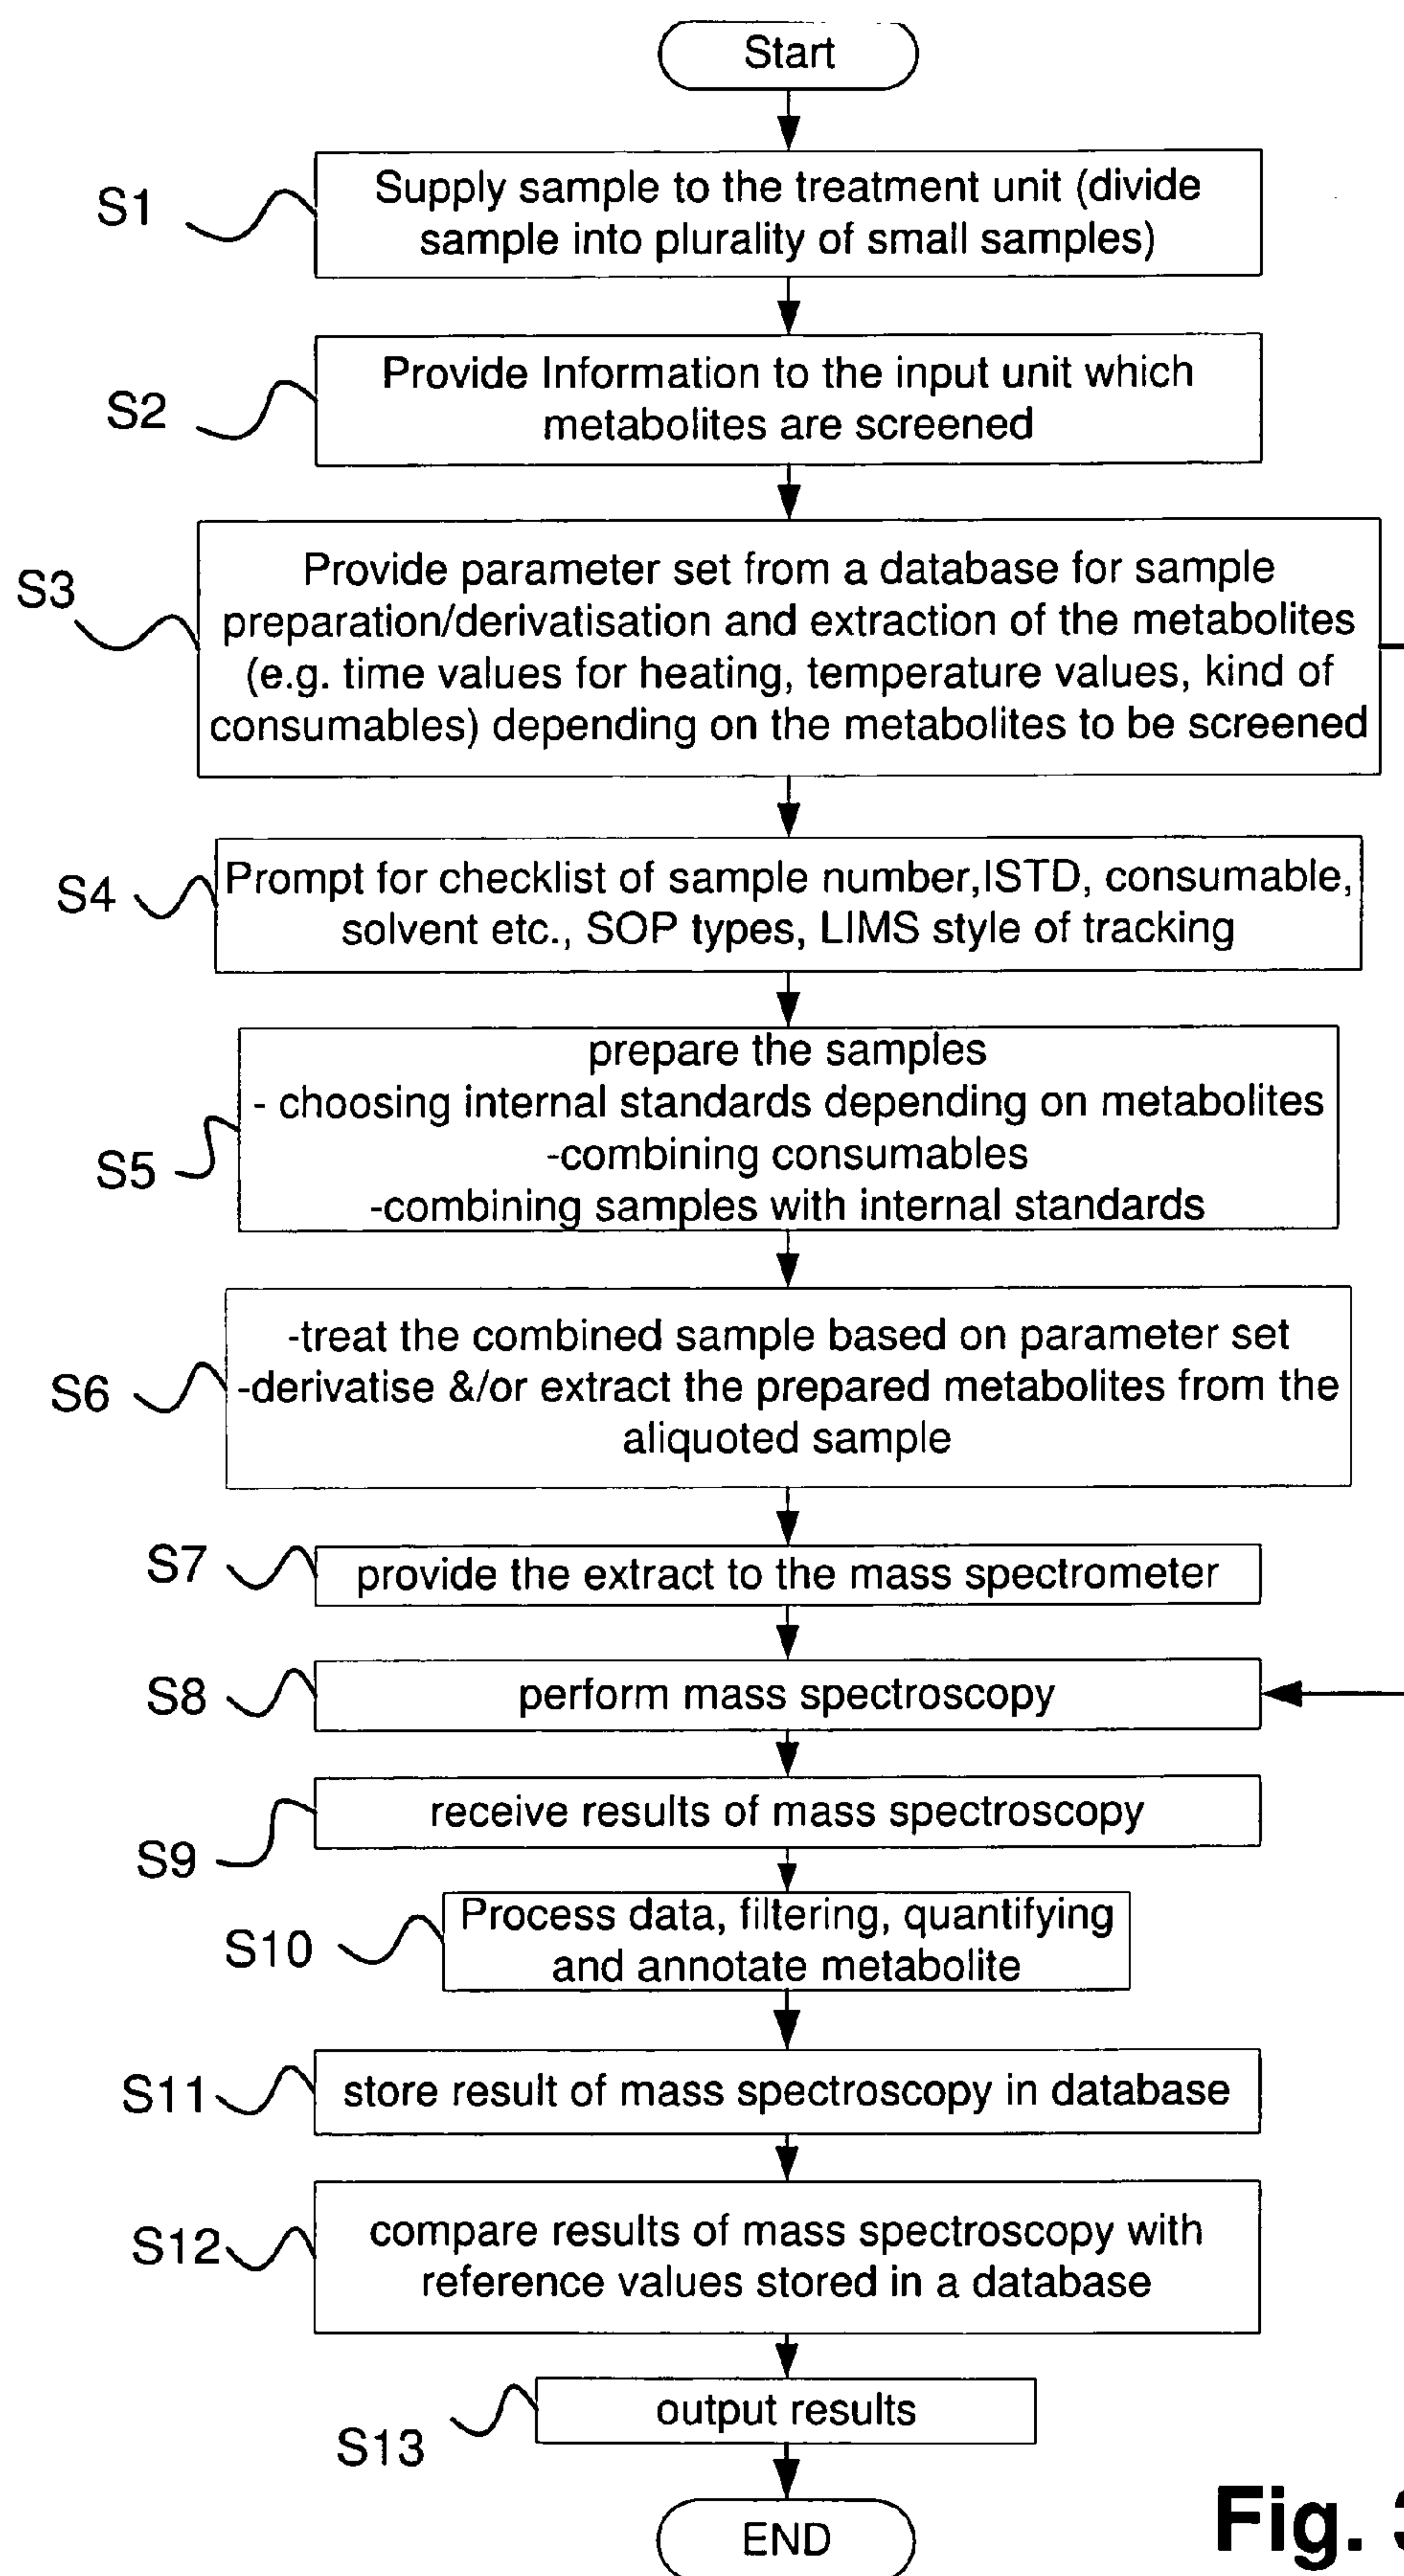 Start
S1
Supply sample to the treatment unit (divide
sample into plurality of small samples)
S2
Provide Information to the input unit which
metabolites are screened
S3
Provide parameter set from a database for sample
preparation/derivatisation and extraction of the metabolites
(e.g. time values for heating, temperature values, kind of
consumables) depending on the metabolites to be screened
S4
Prompt for checklist of sample number,ISTD, consumable,
solvent etc., SOP types, LIMS style of tracking
S5
prepare the samples
- choosing internal standards depending on metabolites
-combining consumables
-combining samples with internal standards
S6
-treat the combined sample based on parameter set
-derivatise &/or extract the prepared metabolites from the
aliquoted sample
S7
provide the extract to the mass spectrometer
S8
perform mass spectroscopy
S9
receive results of mass spectroscopy
S10
Process data, filtering, quantifying
and annotate metabolite
S11
store result of mass spectroscopy in database
S12
compare results of mass spectroscopy with
reference values stored in a database
S13
output results
END
Fig. 3